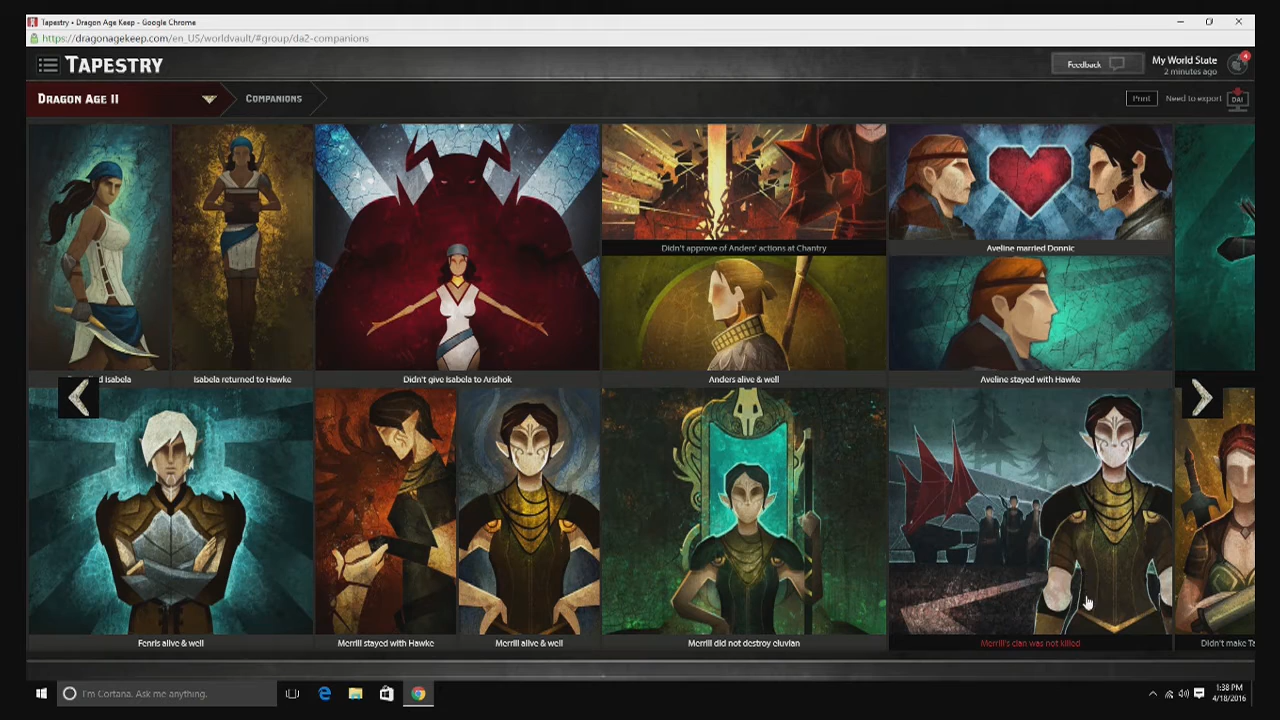 Tapestry • Dragon Age Keep - Google Chrome
https://dragonagekeep.com/en_US/worldvault/#group/da2-companions
TAPESTRY
Feedback
My World State
2 minutes ago
4
DRAGON AGE II
COMPANIONS
Print
Need to export
DAI
Didn't approve of Anders' actions at Chantry
Aveline married Donnic
Isabela
Isabela returned to Hawke
Didn't give Isabela to Arishok
Anders alive & well
Aveline stayed with Hawke
Fenris alive & well
Merrill stayed with Hawke
Merrill alive & well
Merrill did not destroy eluvian
Merrill's clan was not killed
Didn't make
I'm Cortana. Ask me anything.
1:38 PM
4/18/2016